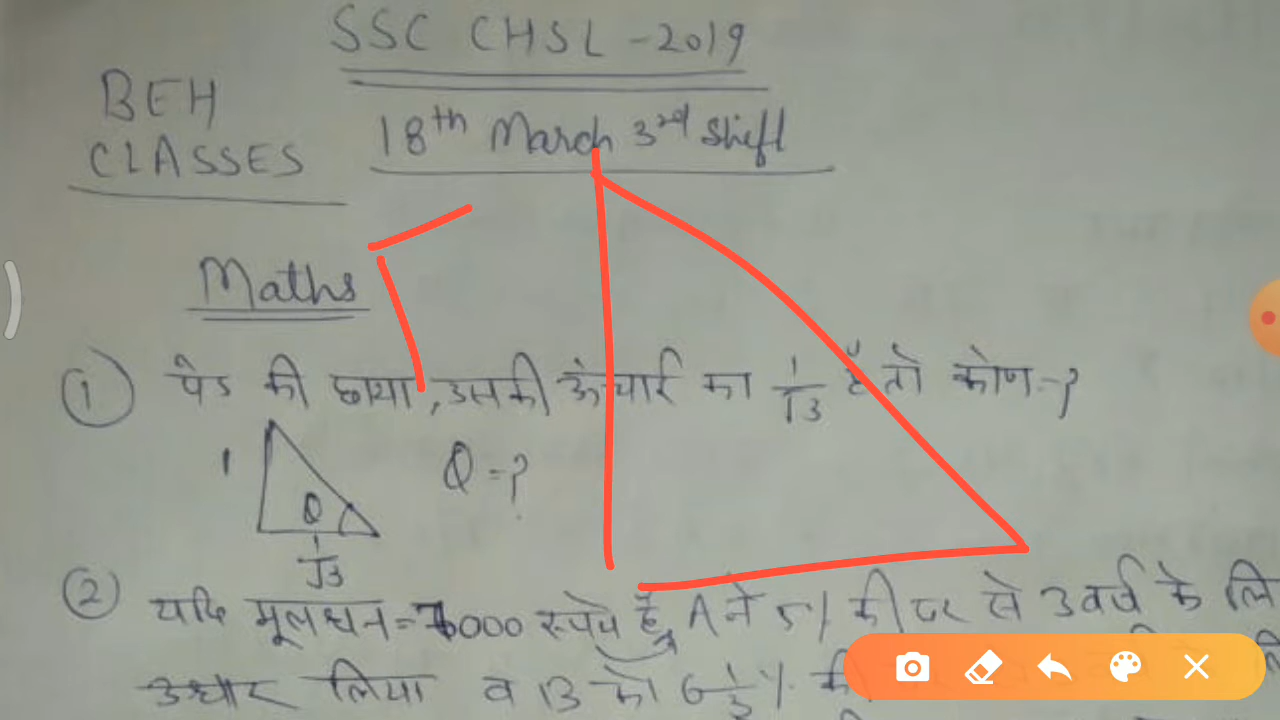 SSC CHSL - 2019
BEH
CLASSES
18th March 3rd Shift
Maths
① पेड की छाया, उसकी ऊंचाई का 1/√3 है तो कोण = ?
1
θ
1/√3
θ = ?
② यदि मूलधन = 7000 रुपये है, A ने 5% की दर से 3 वर्ष के लि
उधार लिया व B को 6 1/3 % की